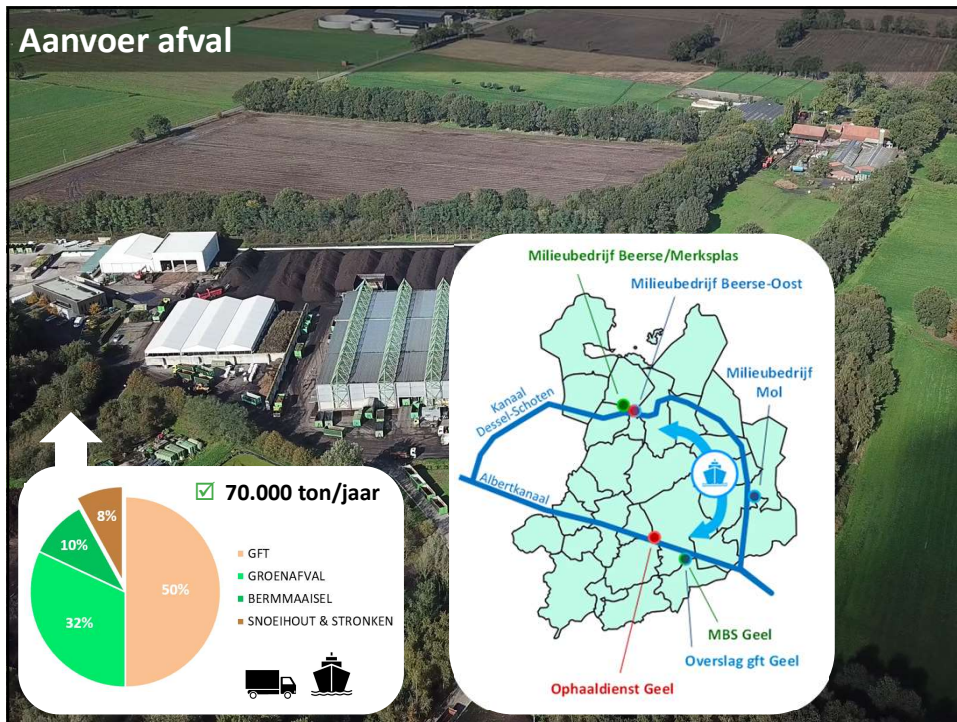 Aanvoer afval
Milieubedrijf Beerse/Merksplas
Milieubedrijf Beerse-Oost
Milieubedrijf
Mol
Kanaal
Dessel-Schoten
Albertkanaal
MBS Geel
Overslag gft Geel
Ophaaldienst Geel
70.000 ton/jaar
8%
10%
32%
50%
GFT
GROENAFVAL
BERMMAAISEL
SNOEIHOUT & STRONKEN